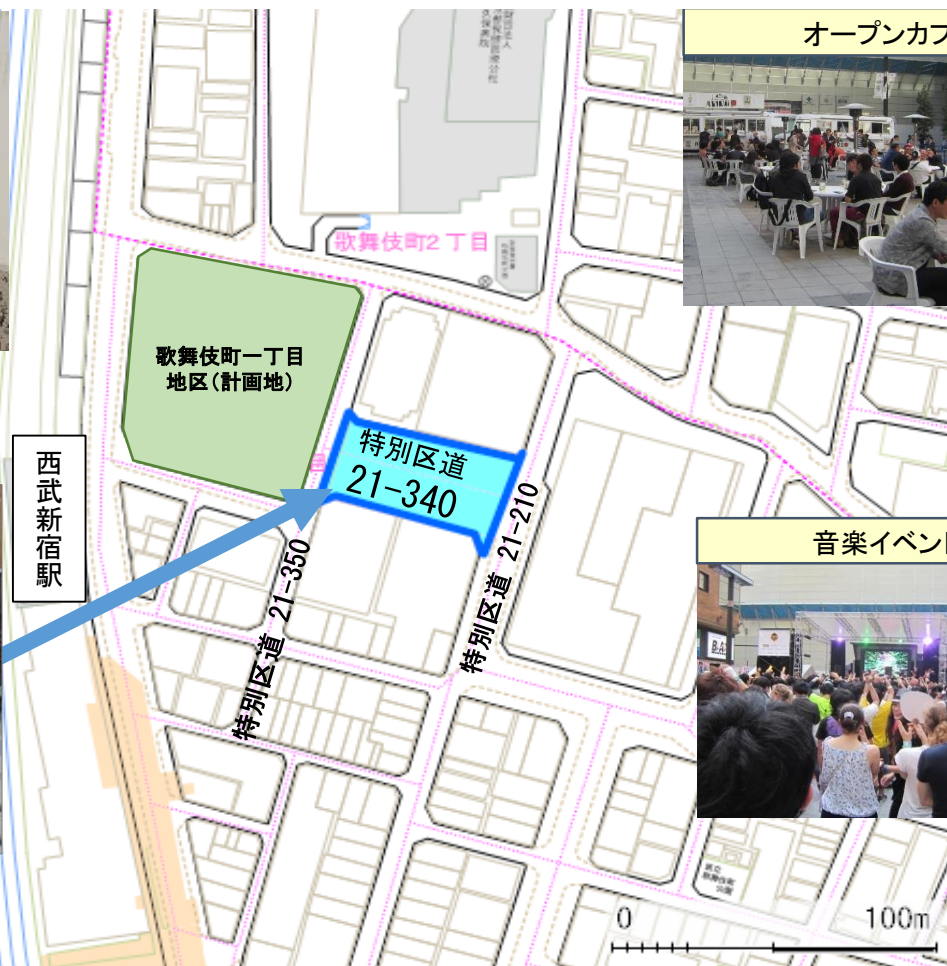 オープンカフ
歌舞伎町2丁目
歌舞伎町一丁目
地区(計画地)
特別区道
21-340
西武新宿駅
特別区道 21-350
特別区道 21-210
音楽イベン
0 100m